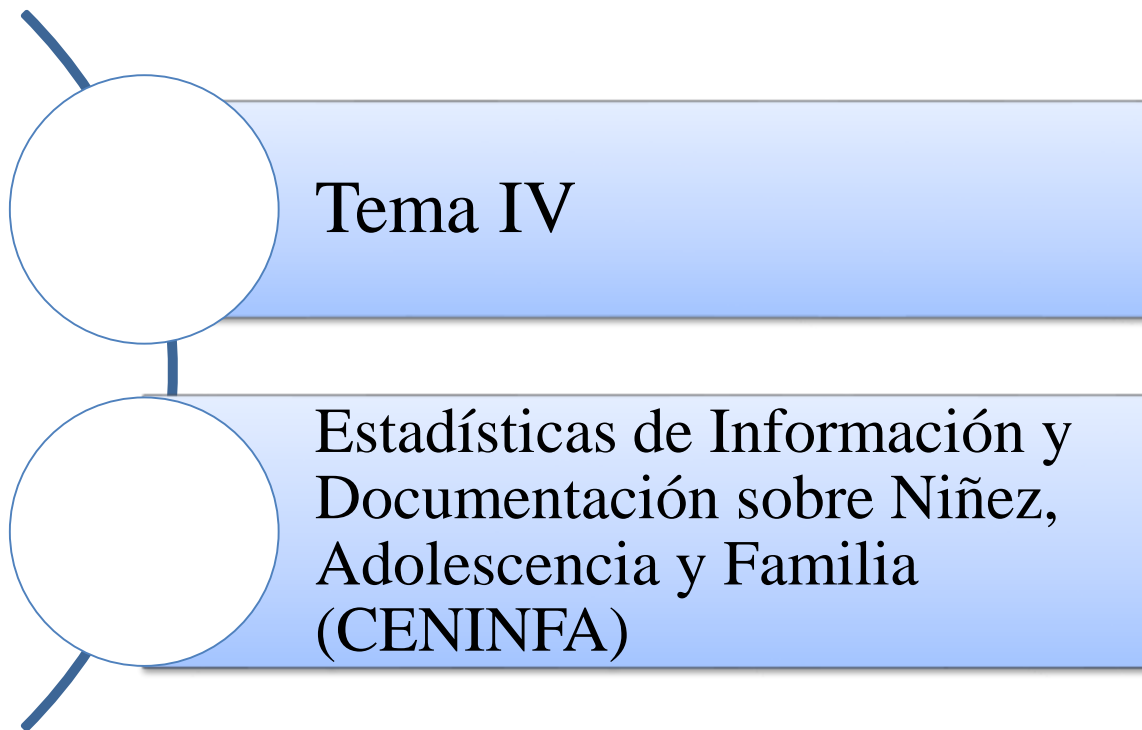 Tema IV
Estadísticas de Información y
Documentación sobre Niñez,
Adolescencia y Familia
(CENINFA)